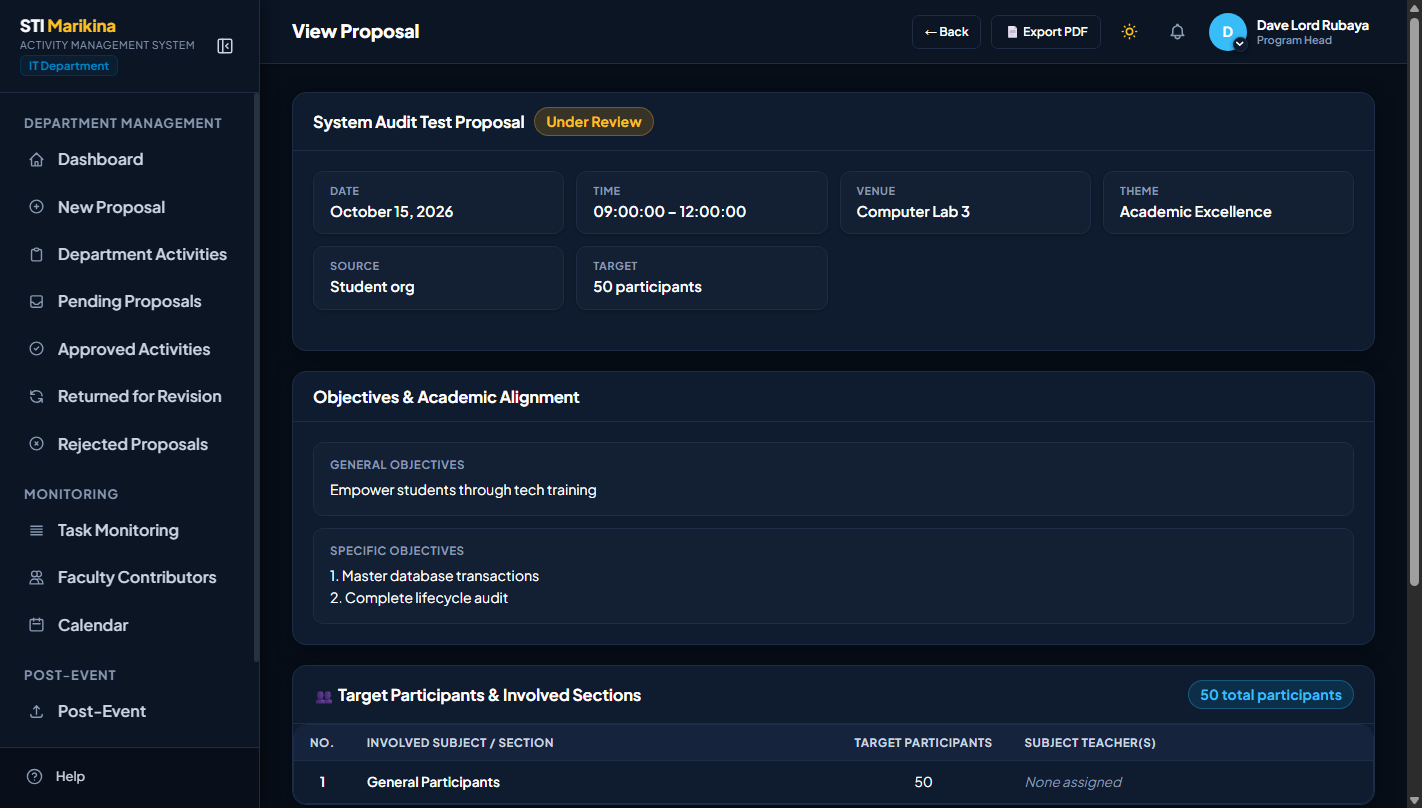 STI Marikina
ACTIVITY MANAGEMENT SYSTEM
IT Department
DEPARTMENT MANAGEMENT
Dashboard
New Proposal
Department Activities
Pending Proposals
Approved Activities
Returned for Revision
Rejected Proposals
MONITORING
Task Monitoring
Faculty Contributors
Calendar
POST-EVENT
Post-Event
Help
View Proposal
← Back
Export PDF
D
Dave Lord Rubaya
Program Head
System Audit Test Proposal
Under Review
DATE
October 15, 2026
TIME
09:00:00 – 12:00:00
VENUE
Computer Lab 3
THEME
Academic Excellence
SOURCE
Student org
TARGET
50 participants
Objectives & Academic Alignment
GENERAL OBJECTIVES
Empower students through tech training
SPECIFIC OBJECTIVES
1. Master database transactions
2. Complete lifecycle audit
Target Participants & Involved Sections
50 total participants
NO. INVOLVED SUBJECT / SECTION TARGET PARTICIPANTS SUBJECT TEACHER(S)
1 General Participants 50 None assigned